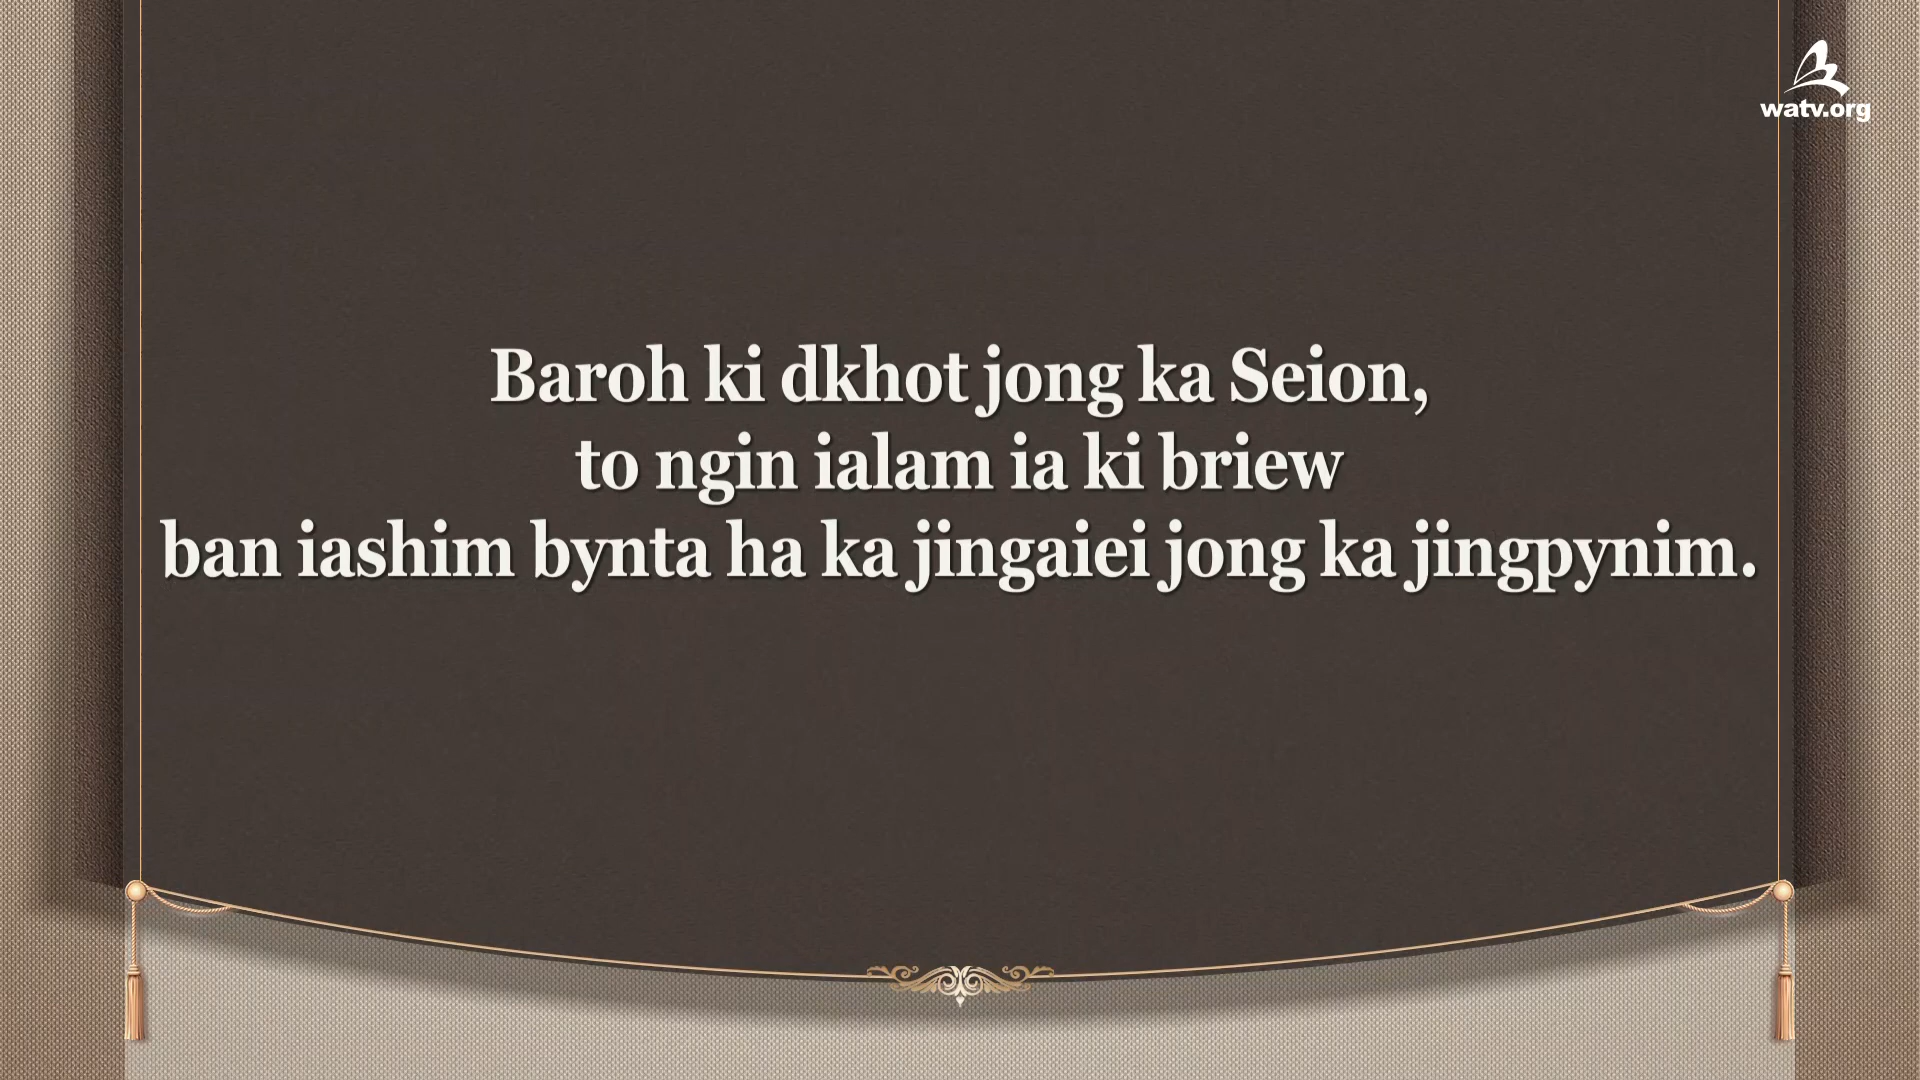 watv.org
Baroh ki dkhot jong ka Seion,
to ngin ialam ia ki briew
ban iashim bynta ha ka jingaiei jong ka jingpynim.